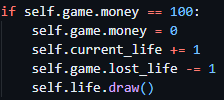 if self.game.money == 100:
    self.game.money = 0
    self.current_life += 1
    self.game.lost_life -= 1
    self.life.draw()